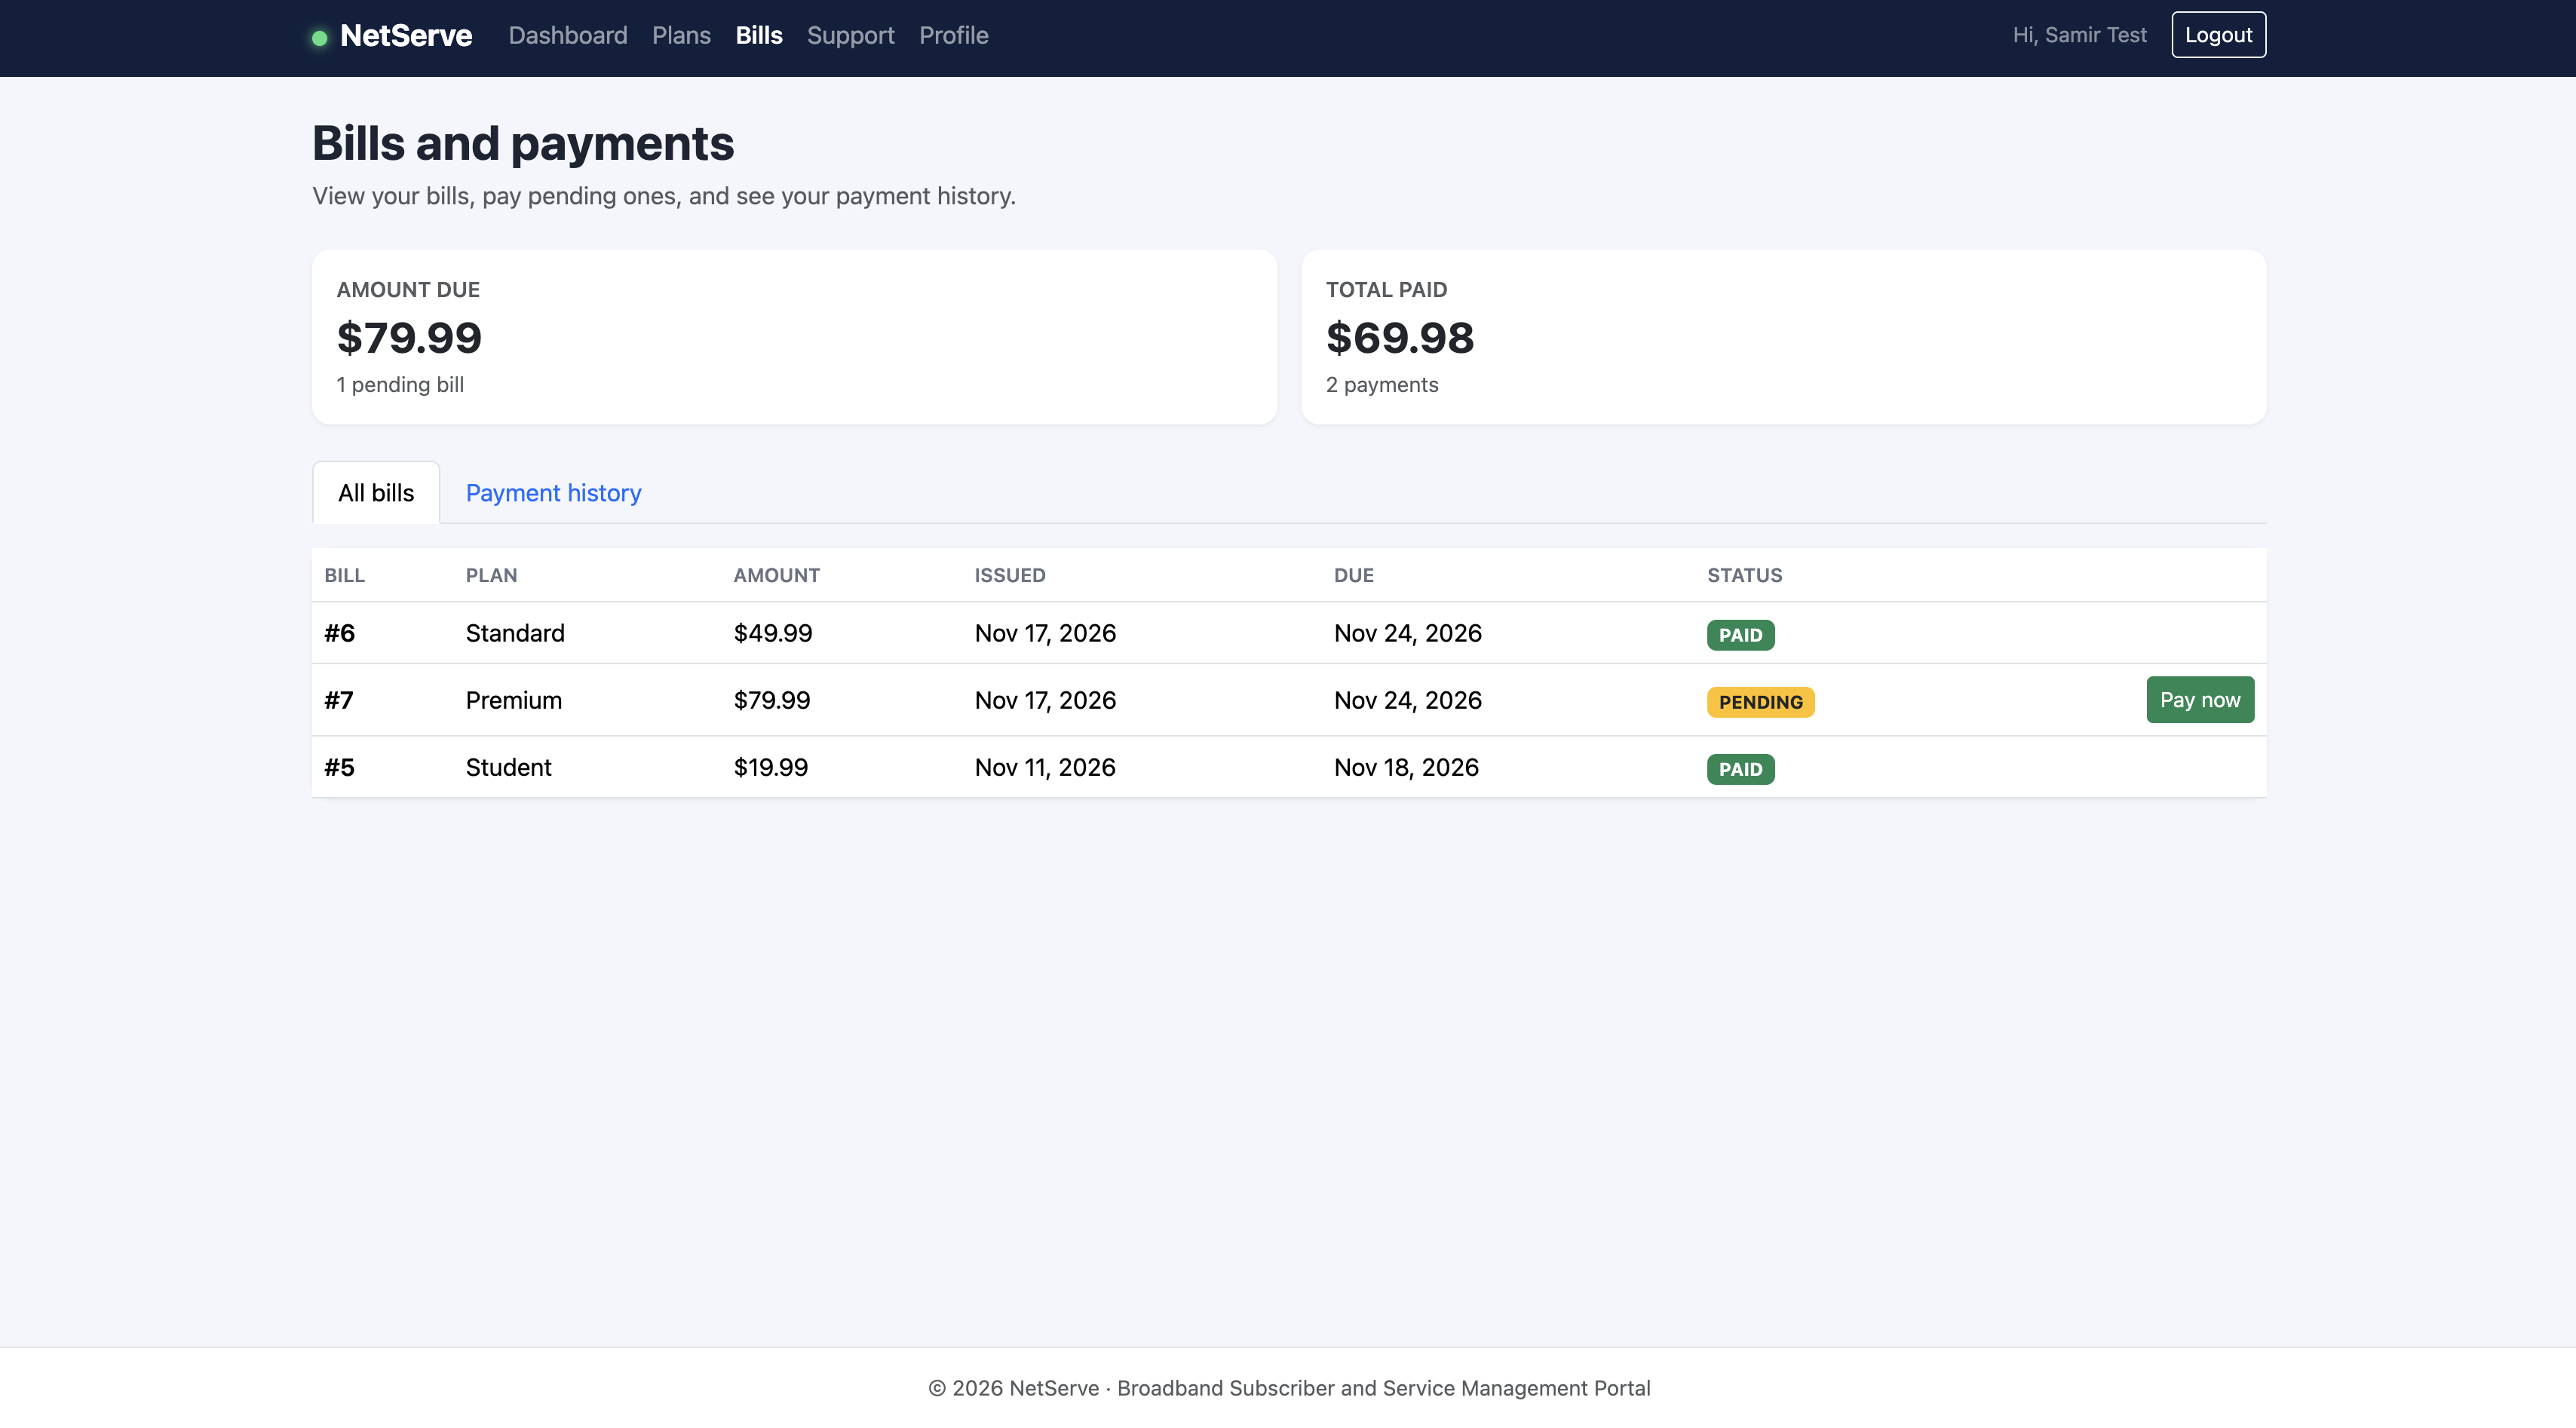 NetServe Dashboard Plans Bills Support Profile Hi, Samir Test Logout
Bills and payments
View your bills, pay pending ones, and see your payment history.
AMOUNT DUE
$79.99
1 pending bill
TOTAL PAID
$69.98
2 payments
All bills Payment history
BILL PLAN AMOUNT ISSUED DUE STATUS
#6 Standard $49.99 Nov 17, 2026 Nov 24, 2026 PAID
#7 Premium $79.99 Nov 17, 2026 Nov 24, 2026 PENDING Pay now
#5 Student $19.99 Nov 11, 2026 Nov 18, 2026 PAID
© 2026 NetServe · Broadband Subscriber and Service Management Portal